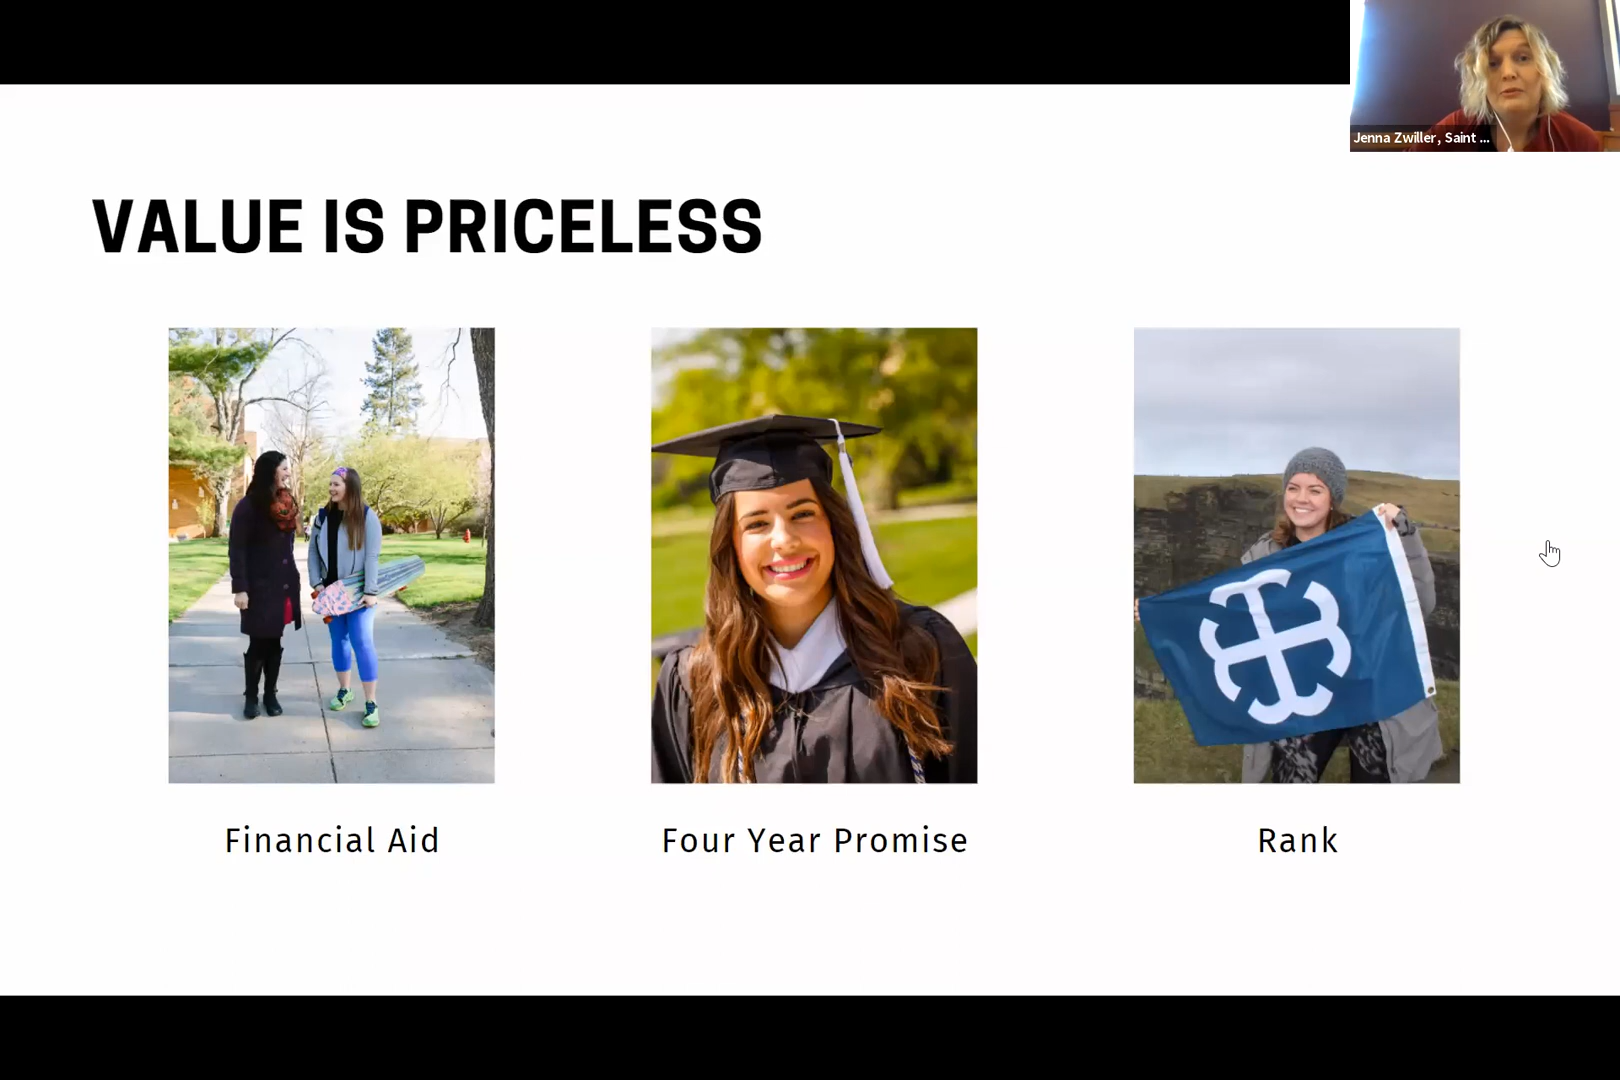 Jenna Zwiller, Saint ...
VALUE IS PRICELESS
Financial Aid
Four Year Promise
Rank